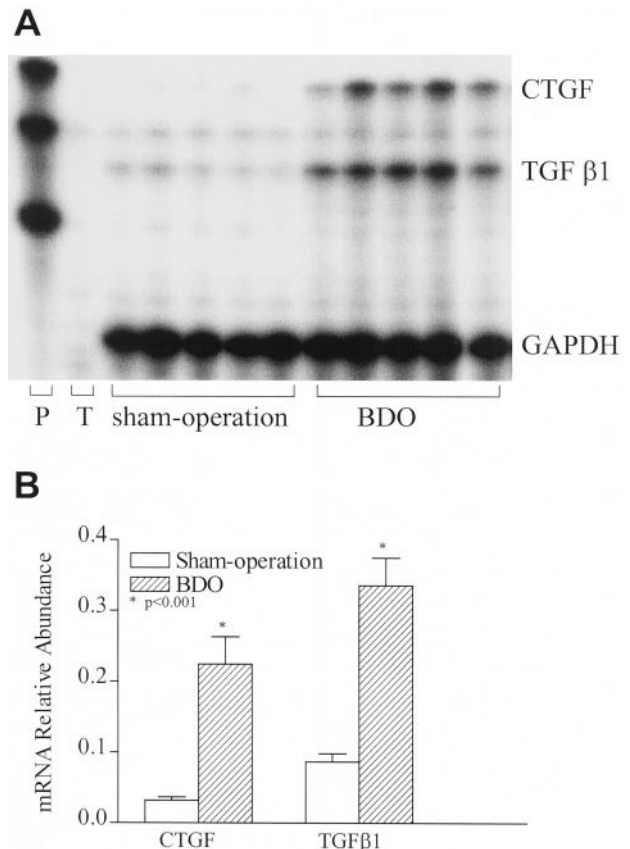 A
CTGF
TGF β1
GAPDH
P T sham-operation BDO
B
mRNA Relative Abundance
0.4
0.3
0.2
0.1
0.0
Sham-operation
BDO
* p<0.001
*
*
CTGF TGFβ1